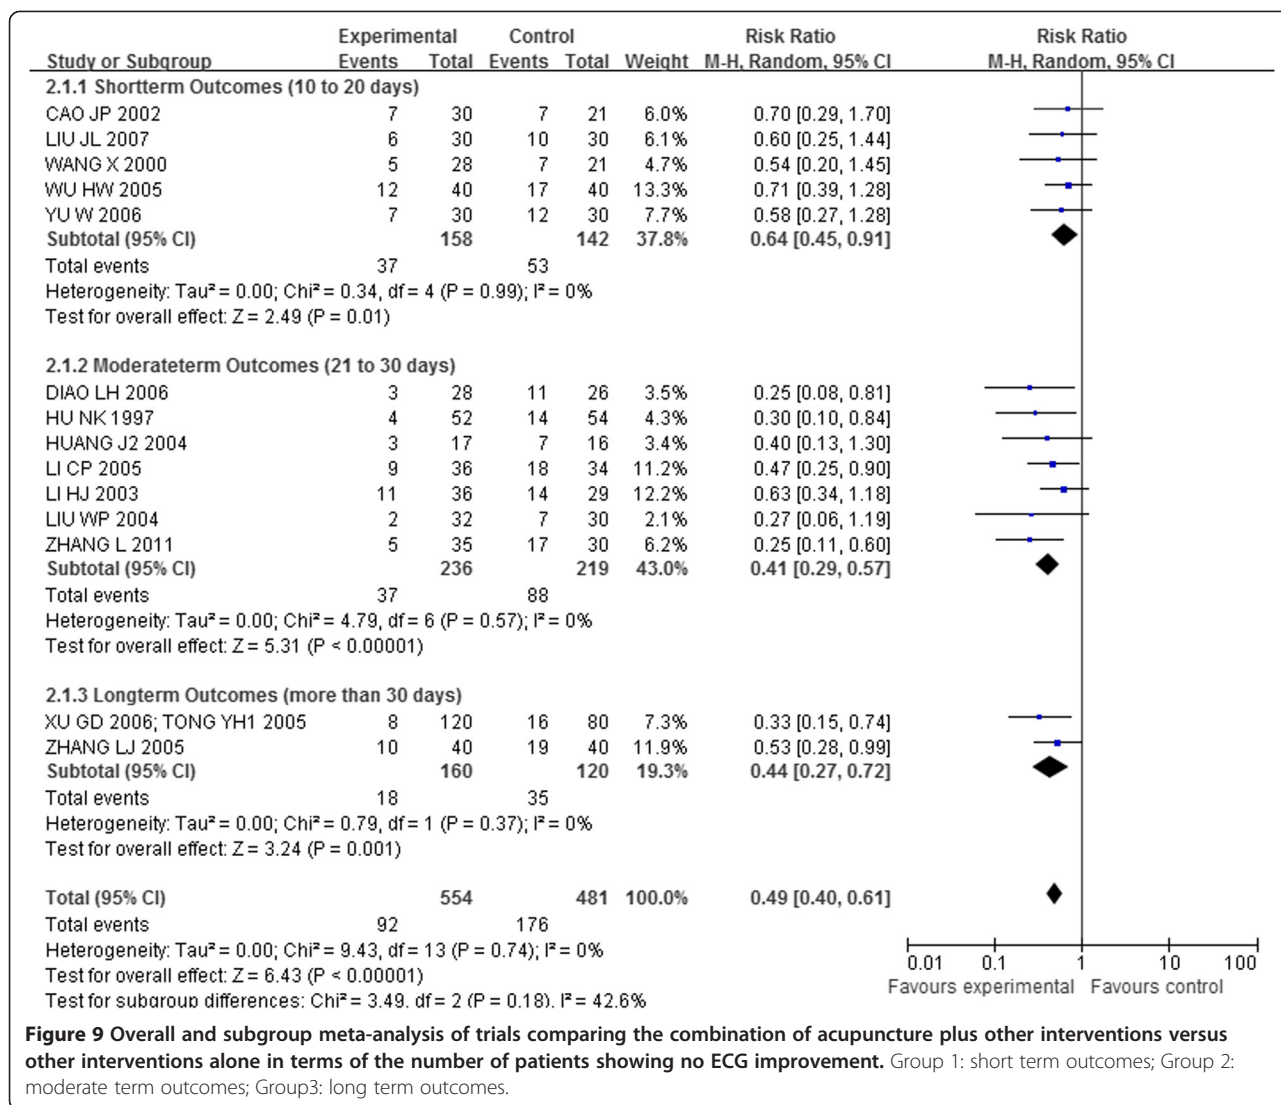 Experimental Control Risk Ratio Risk Ratio
Study or Subgroup Events Total Events Total Weight M-H, Random, 95% CI M-H, Random, 95% CI
2.1.1 Shortterm Outcomes (10 to 20 days)
CAO JP 2002 7 30 7 21 6.0% 0.70 [0.29, 1.70]
LIU JL 2007 6 30 10 30 6.1% 0.60 [0.25, 1.44]
WANG X 2000 5 28 7 21 4.7% 0.54 [0.20, 1.45]
WU HW 2005 12 40 17 40 13.3% 0.71 [0.39, 1.28]
YU W 2006 7 30 12 30 7.7% 0.58 [0.27, 1.28]
Subtotal (95% CI) 158 142 37.8% 0.64 [0.45, 0.91]
Total events 37 53
Heterogeneity: Tau² = 0.00; Chi² = 0.34, df = 4 (P = 0.99); I² = 0%
Test for overall effect: Z = 2.49 (P = 0.01)
2.1.2 Moderateterm Outcomes (21 to 30 days)
DIAO LH 2006 3 28 11 26 3.5% 0.25 [0.08, 0.81]
HU NK 1997 4 52 14 54 4.3% 0.30 [0.10, 0.84]
HUANG J2 2004 3 17 7 16 3.4% 0.40 [0.13, 1.30]
LI CP 2005 9 36 18 34 11.2% 0.47 [0.25, 0.90]
LI HJ 2003 11 36 14 29 12.2% 0.63 [0.34, 1.18]
LIU WP 2004 2 32 7 30 2.1% 0.27 [0.06, 1.19]
ZHANG L 2011 5 35 17 30 6.2% 0.25 [0.11, 0.60]
Subtotal (95% CI) 236 219 43.0% 0.41 [0.29, 0.57]
Total events 37 88
Heterogeneity: Tau² = 0.00; Chi² = 4.79, df = 6 (P = 0.57); I² = 0%
Test for overall effect: Z = 5.31 (P < 0.00001)
2.1.3 Longterm Outcomes (more than 30 days)
XU GD 2006; TONG YH1 2005 8 120 16 80 7.3% 0.33 [0.15, 0.74]
ZHANG LJ 2005 10 40 19 40 11.9% 0.53 [0.28, 0.99]
Subtotal (95% CI) 160 120 19.3% 0.44 [0.27, 0.72]
Total events 18 35
Heterogeneity: Tau² = 0.00; Chi² = 0.79, df = 1 (P = 0.37); I² = 0%
Test for overall effect: Z = 3.24 (P = 0.001)
Total (95% CI) 554 481 100.0% 0.49 [0.40, 0.61]
Total events 92 176
Heterogeneity: Tau² = 0.00; Chi² = 9.43, df = 13 (P = 0.74); I² = 0%
Test for overall effect: Z = 6.43 (P < 0.00001)
Test for subgroup differences: Chi² = 3.49, df = 2 (P = 0.18), I² = 42.6%
0.01 0.1 1 10 100
Favours experimental Favours control
Figure 9 Overall and subgroup meta-analysis of trials comparing the combination of acupuncture plus other interventions versus
other interventions alone in terms of the number of patients showing no ECG improvement. Group 1: short term outcomes; Group 2:
moderate term outcomes; Group3: long term outcomes.